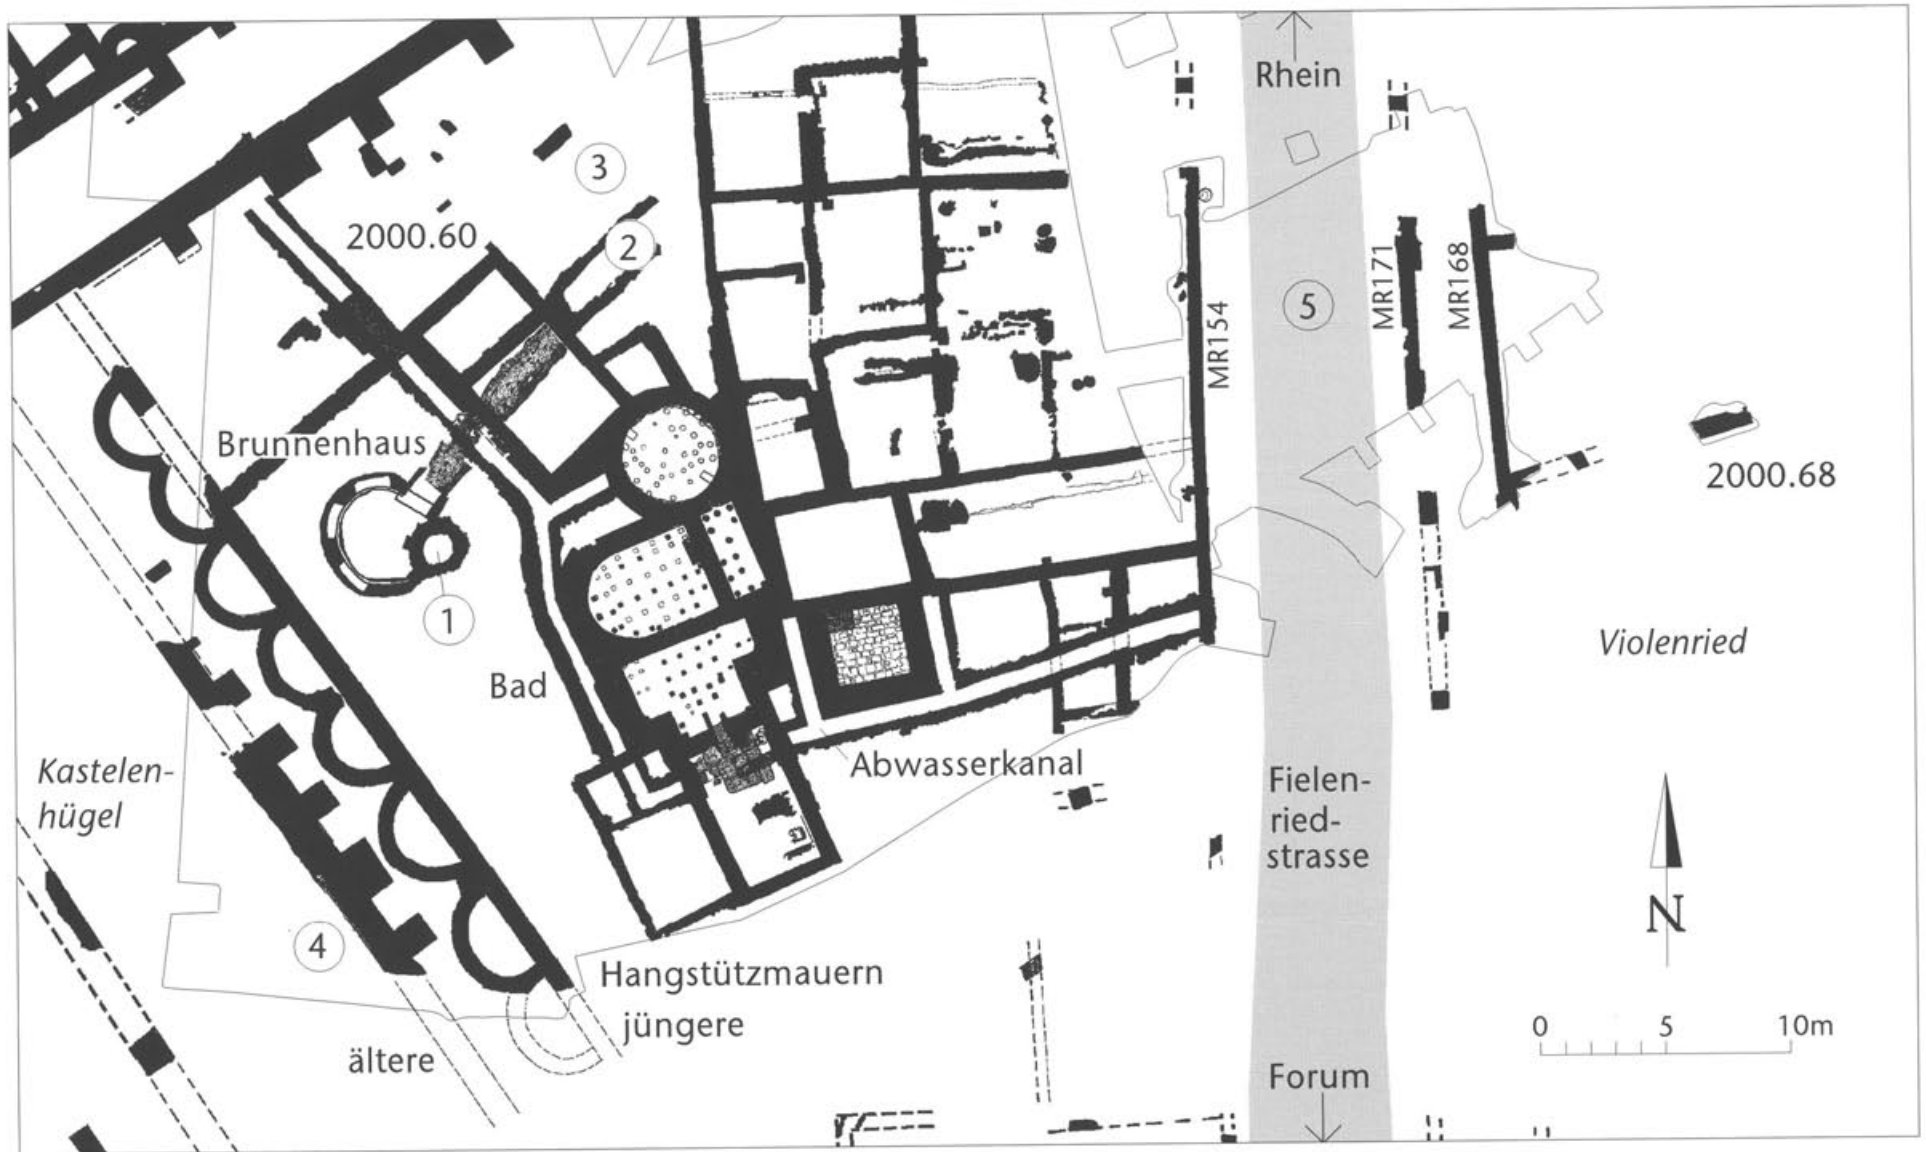 Rhein
3
2000.60
2
MR154
5
MR171
MR168
Brunnenhaus
2000.68
1
Violenried
Bad
Kastelen-
hügel
Abwasserkanal
Fielen-
ried-
strasse
N
4
Hangstützmauern
jüngere
ältere
0 5 10m
Forum